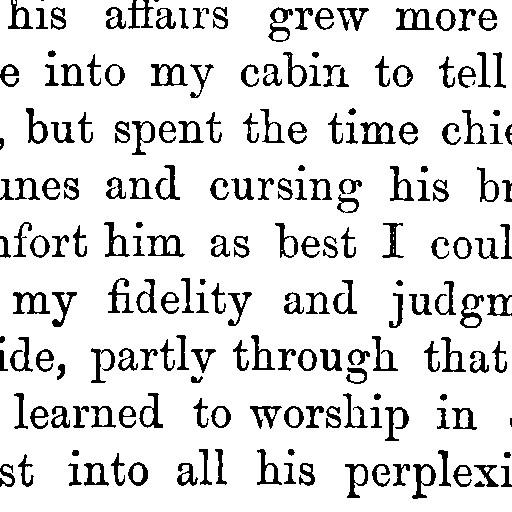 his affairs grew more
e into my cabin to tell
, but spent the time chie
unes and cursing his br
nfort him as best I coul
my fidelity and judgm
ide, partly through that
learned to worship in
st into all his perplexi